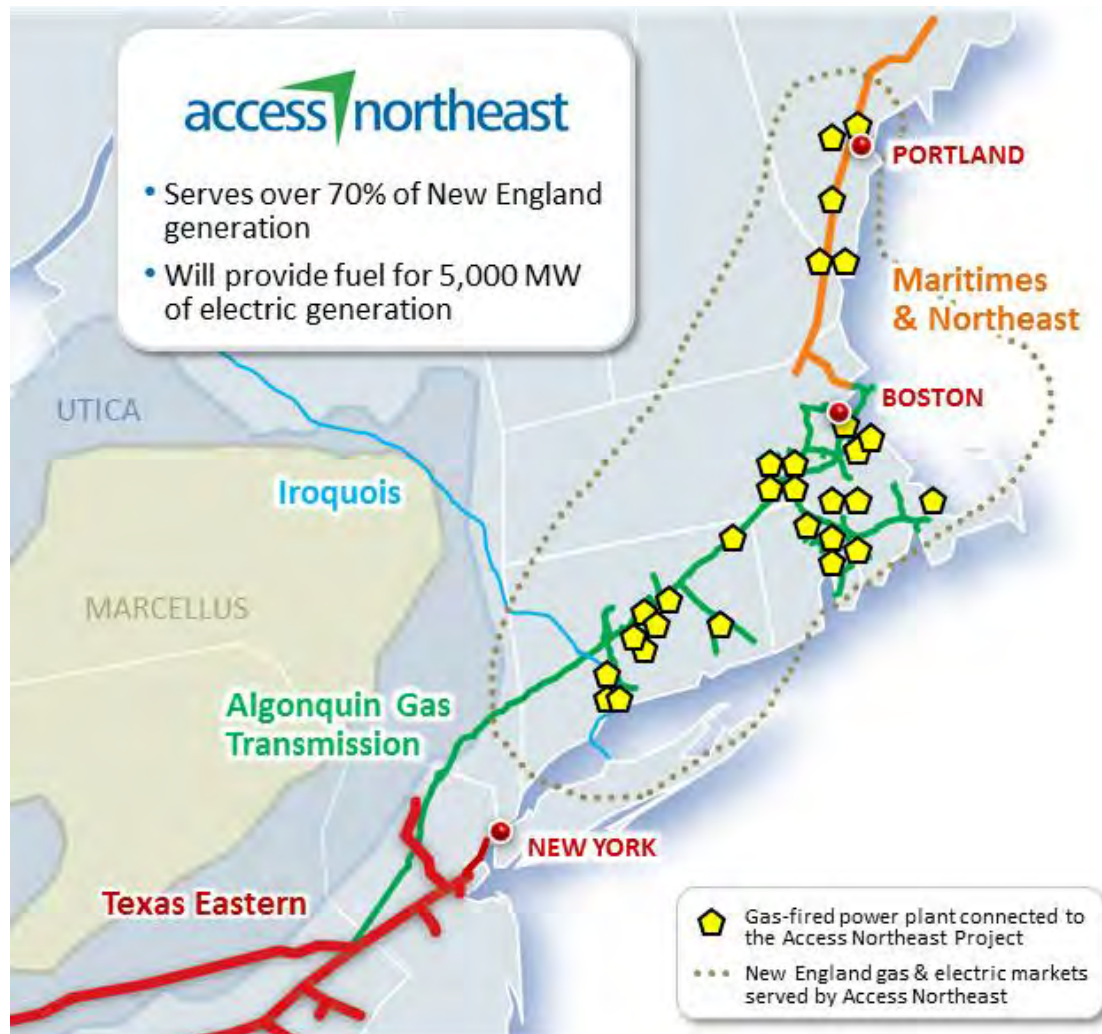 access northeast
• Serves over 70% of New England
generation
• Will provide fuel for 5,000 MW
of electric generation
PORTLAND
Maritimes
& Northeast
BOSTON
UTICA
Iroquois
MARCELLUS
Algonquin Gas
Transmission
NEW YORK
Texas Eastern
Gas-fired power plant connected to
the Access Northeast Project
New England gas & electric markets
served by Access Northeast